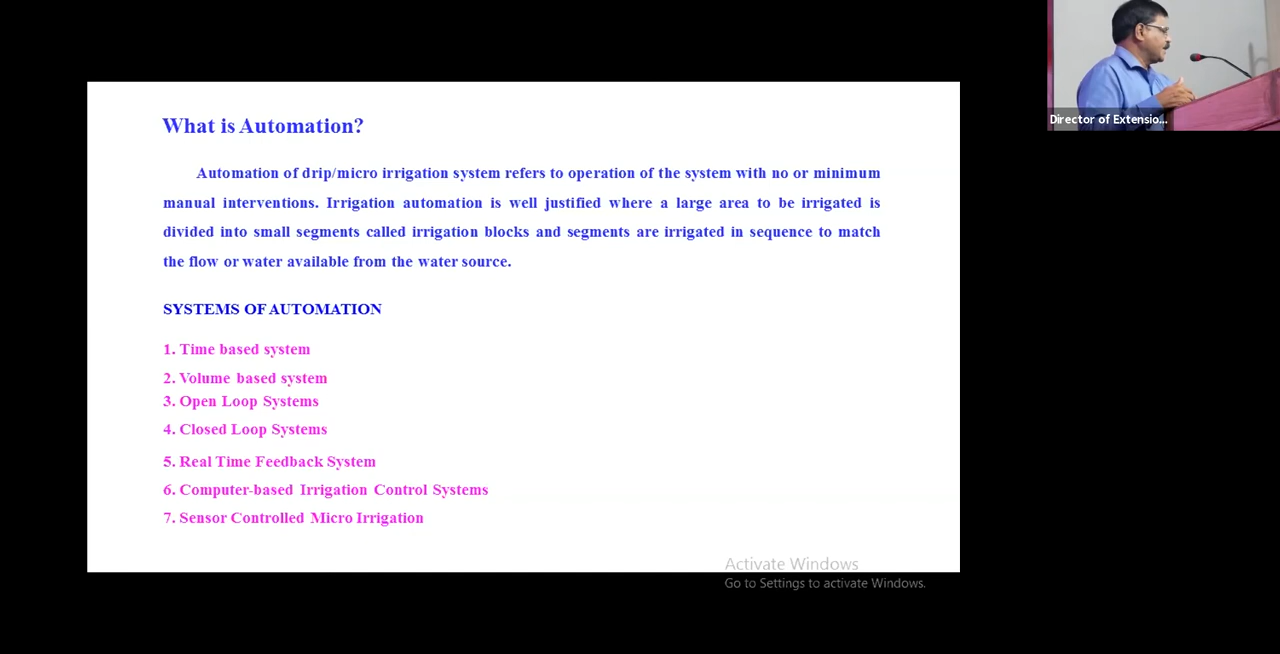 What is Automation?
Automation of drip/micro irrigation system refers to operation of the system with no or minimum
manual interventions. Irrigation automation is well justified where a large area to be irrigated is
divided into small segments called irrigation blocks and segments are irrigated in sequence to match
the flow or water available from the water source.
SYSTEMS OF AUTOMATION
1. Time based system
2. Volume based system
3. Open Loop Systems
4. Closed Loop Systems
5. Real Time Feedback System
6. Computer-based Irrigation Control Systems
7. Sensor Controlled Micro Irrigation
Director of Extensio...
Activate Windows
Go to Settings to activate Windows.